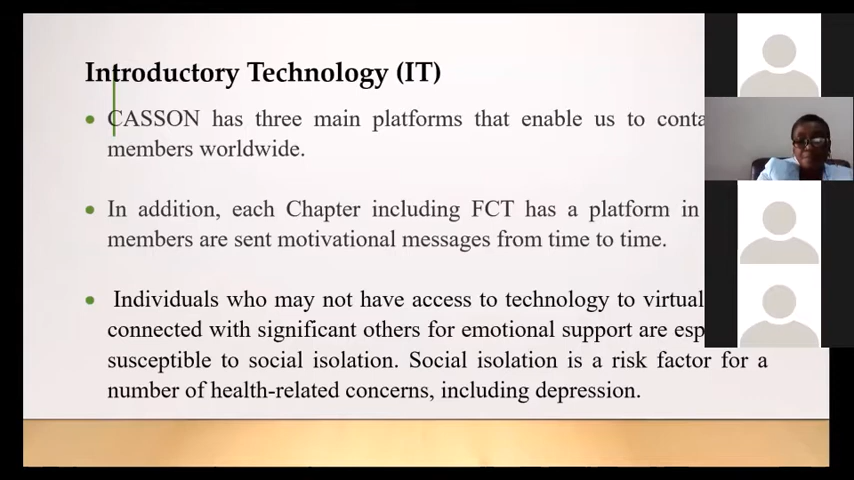 Introductory Technology (IT)
CASSON has three main platforms that enable us to
members worldwide.
In addition, each Chapter including FCT has a platform in
members are sent motivational messages from time to time.
Individuals who may not have access to technology to
connected with significant others for emotional support are
susceptible to social isolation. Social isolation is a risk factor for a
number of health-related concerns, including depression.